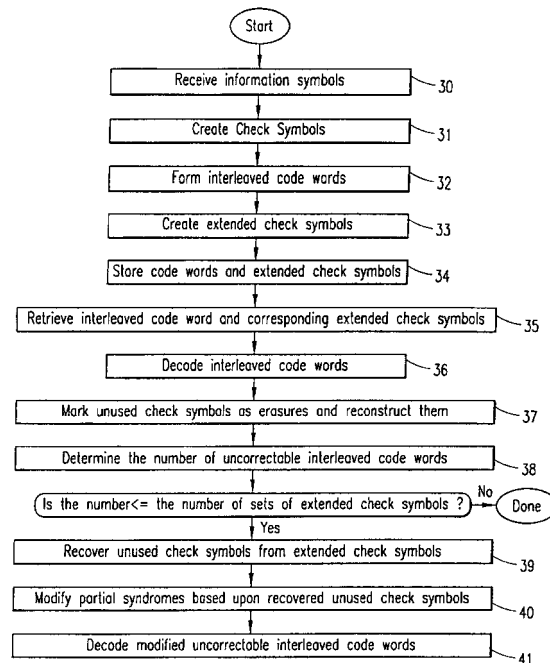 Start
Receive information symbols
30
Create Check Symbols
31
Form interleaved code words
32
Create extended check symbols
33
Store code words and extended check symbols
34
Retrieve interleaved code word and corresponding extended check symbols
35
Decode interleaved code words
36
Mark unused check symbols as erasures and reconstruct them
37
Determine the number of uncorrectable interleaved code words
38
Is the number<= the number of sets of extended check symbols ?
No
Done
Yes
Recover unused check symbols from extended check symbols
39
Modify partial syndromes based upon recovered unused check symbols
40
Decode modified uncorrectable interleaved code words
41